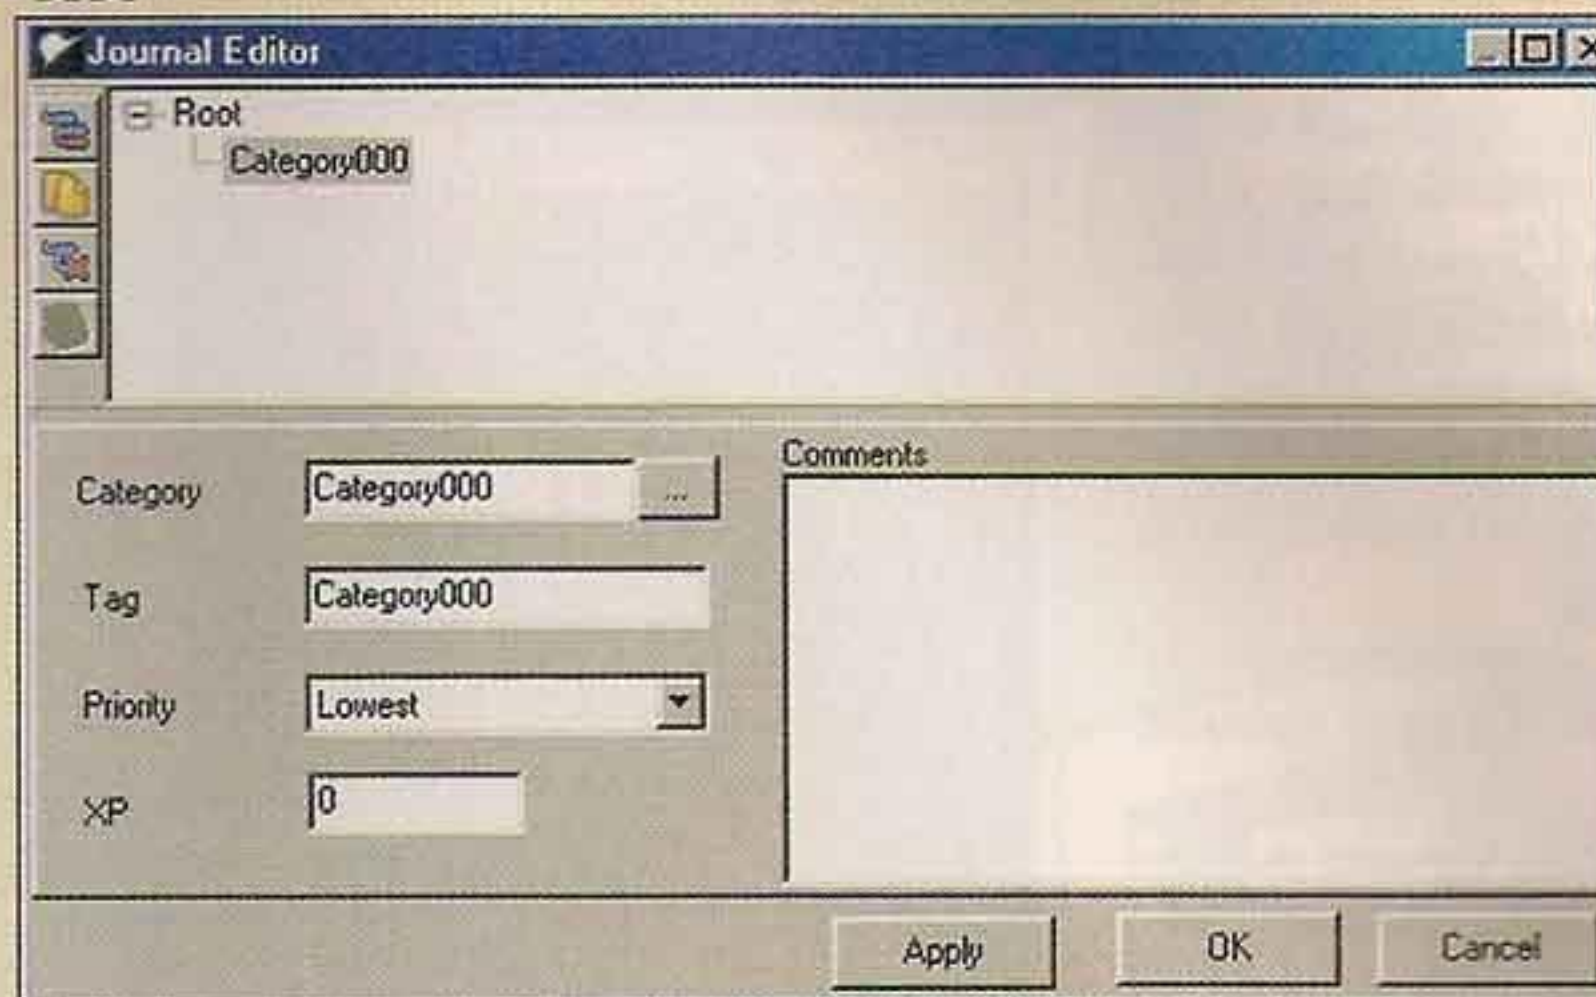 Journal Editor
Root
Category000
Category Category000 ...
Tag Category000
Priority Lowest
XP 0
Comments
Apply OK Cancel